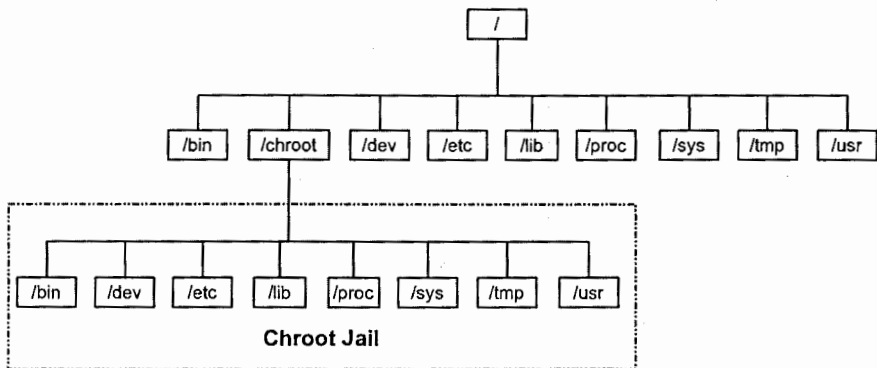 /
/bin /chroot /dev /etc /lib /proc /sys /tmp /usr
/bin /dev /etc /lib /proc /sys /tmp /usr
Chroot Jail